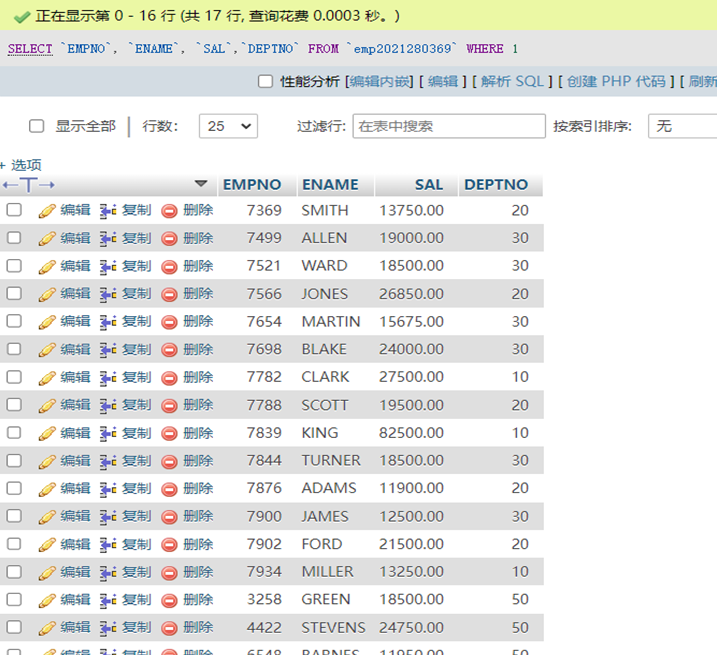 正在显示第 0 - 16 行 (共 17 行, 查询花费 0.0003 秒。)
SELECT `EMPNO`, `ENAME`, `SAL`,`DEPTNO` FROM `emp2021280369` WHERE 1
性能分析 [编辑内嵌] [ 编辑 ] [ 解析 SQL ] [ 创建 PHP 代码 ] [ 刷新
显示全部 | 行数: 25 过滤行: 在表中搜索 按索引排序: 无
+ 选项
←T→ EMPNO ENAME SAL DEPTNO
编辑 复制 删除 7369 SMITH 13750.00 20
编辑 复制 删除 7499 ALLEN 19000.00 30
编辑 复制 删除 7521 WARD 18500.00 30
编辑 复制 删除 7566 JONES 26850.00 20
编辑 复制 删除 7654 MARTIN 15675.00 30
编辑 复制 删除 7698 BLAKE 24000.00 30
编辑 复制 删除 7782 CLARK 27500.00 10
编辑 复制 删除 7788 SCOTT 19500.00 20
编辑 复制 删除 7839 KING 82500.00 10
编辑 复制 删除 7844 TURNER 18500.00 30
编辑 复制 删除 7876 ADAMS 11900.00 20
编辑 复制 删除 7900 JAMES 12500.00 30
编辑 复制 删除 7902 FORD 21500.00 20
编辑 复制 删除 7934 MILLER 13250.00 10
编辑 复制 删除 3258 GREEN 18500.00 50
编辑 复制 删除 4422 STEVENS 24750.00 50
编辑 复制 删除 6548 BARNES 11950.00 50